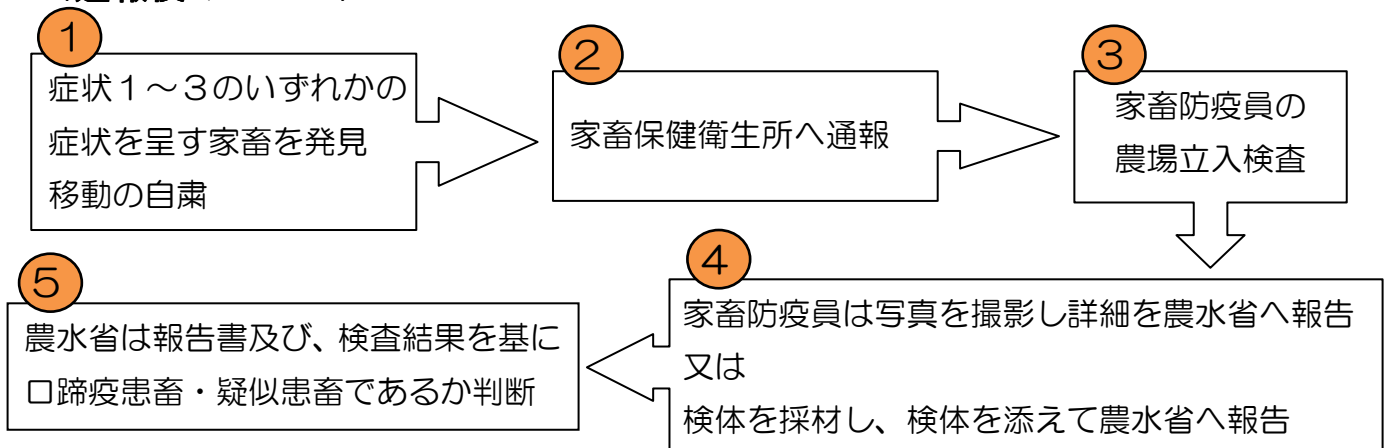 1
症状1～3のいずれかの
症状を呈す家畜を発見
移動の自粛
2
家畜保健衛生所へ通報
3
家畜防疫員の
農場立入検査
4
家畜防疫員は写真を撮影し詳細を農水省へ報告
又は
検体を採材し、検体を添えて農水省へ報告
5
農水省は報告書及び、検査結果を基に
口蹄疫患畜・疑似患畜であるか判断